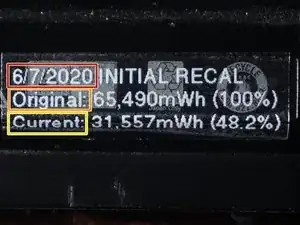 6/7/2020 INITIAL RECAL
Original: 65,490mWh (100%)
Current: 31,557mWh (48.2%)